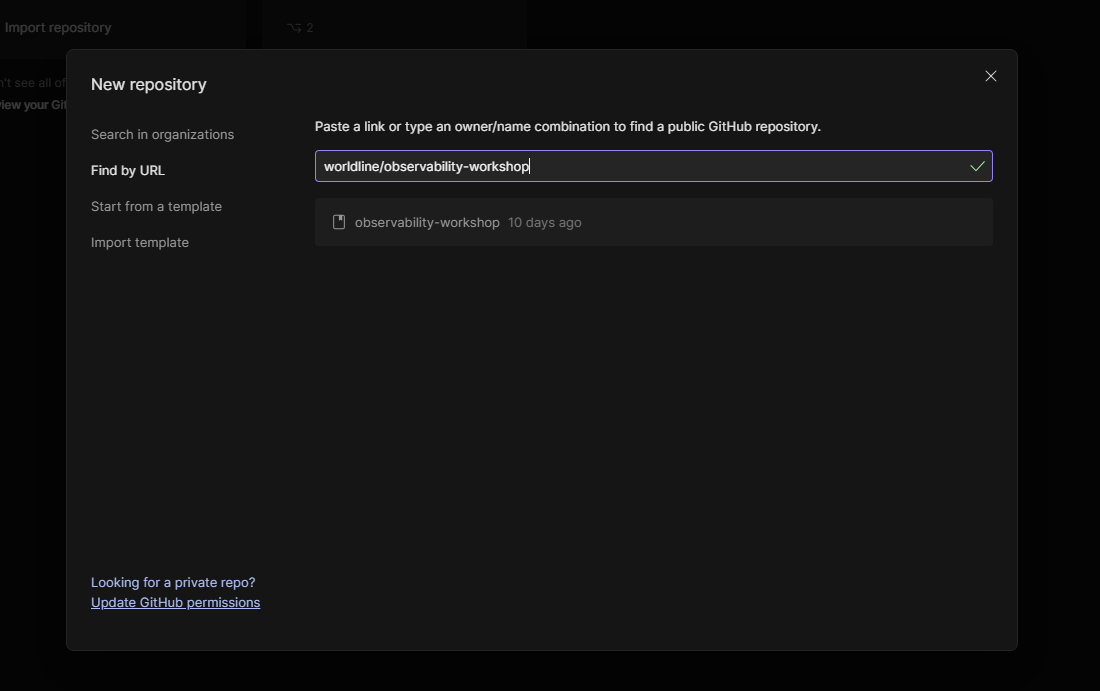 Import repository
2
n't see all of
view your Git
New repository
Search in organizations
Find by URL
Start from a template
Import template
Paste a link or type an owner/name combination to find a public GitHub repository.
worldline/observability-workshop
observability-workshop 10 days ago
Looking for a private repo?
Update GitHub permissions